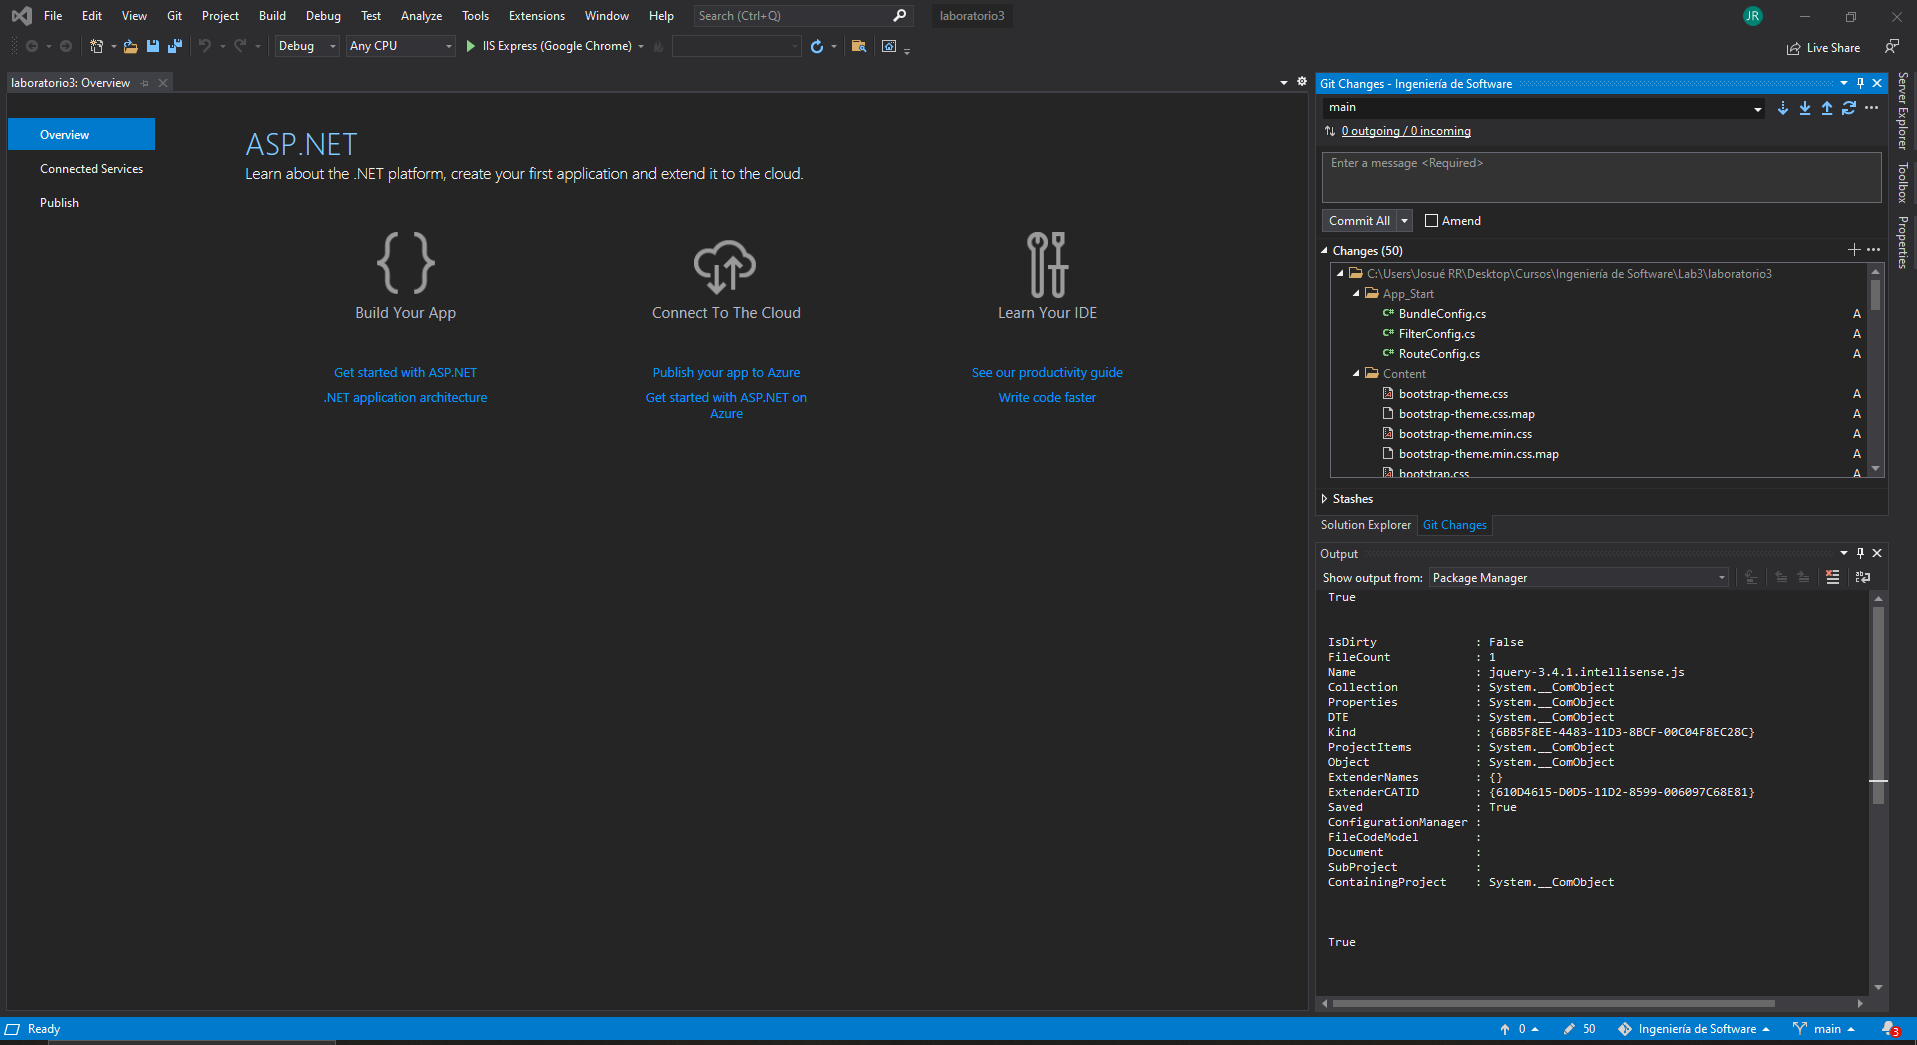 File Edit View Git Project Build Debug Test Analyze Tools Extensions Window Help Search (Ctrl+Q) laboratorio3 JR
Debug Any CPU IIS Express (Google Chrome) Live Share
laboratorio3: Overview
Overview
Connected Services
Publish
ASP.NET
Learn about the .NET platform, create your first application and extend it to the cloud.
Build Your App
Get started with ASP.NET
.NET application architecture
Connect To The Cloud
Publish your app to Azure
Get started with ASP.NET on
Azure
Learn Your IDE
See our productivity guide
Write code faster
Git Changes - Ingeniería de Software
main
0 outgoing / 0 incoming
Enter a message <Required>
Commit All Amend
Changes (50)
C:\Users\Josué RR\Desktop\Cursos\Ingeniería de Software\Lab3\laboratorio3
App_Start
C# BundleConfig.cs A
C# FilterConfig.cs A
C# RouteConfig.cs A
Content
bootstrap-theme.css A
bootstrap-theme.css.map A
bootstrap-theme.min.css A
bootstrap-theme.min.css.map A
bootstrap.css A
Stashes
Solution Explorer Git Changes
Output
Show output from: Package Manager
True
IsDirty : False
FileCount : 1
Name : jquery-3.4.1.intellisense.js
Collection : System.__ComObject
Properties : System.__ComObject
DTE : System.__ComObject
Kind : {6BB5F8EE-4483-11D3-8BCF-00C04F8EC28C}
ProjectItems : System.__ComObject
Object : System.__ComObject
ExtenderNames : {}
ExtenderCATID : {610D4615-D0D5-11D2-8599-006097C68E81}
Saved : True
ConfigurationManager :
FileCodeModel :
Document :
SubProject :
ContainingProject : System.__ComObject
True
Server Explorer
Toolbox
Properties
Ready 0 50 Ingeniería de Software main 3